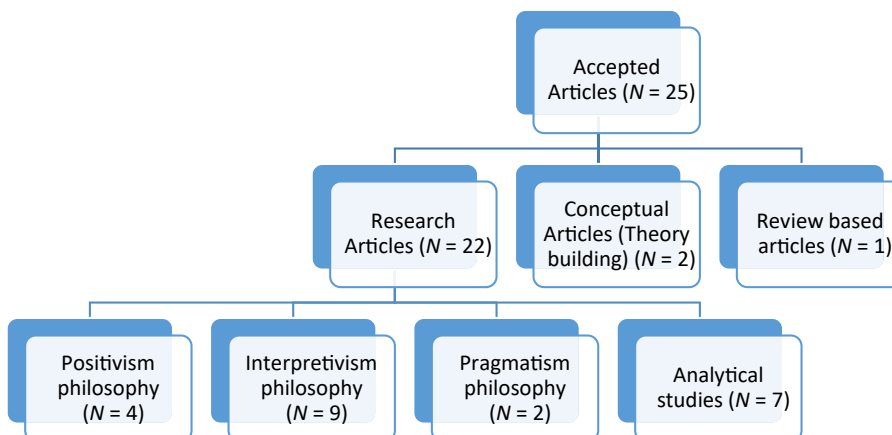 Accepted
Articles (N = 25)
Research
Articles (N = 22)
Conceptual
Articles (Theory
building) (N = 2)
Review based
articles (N = 1)
Positivism
philosophy
(N = 4)
Interpretivism
philosophy
(N = 9)
Pragmatism
philosophy
(N = 2)
Analytical
studies (N = 7)